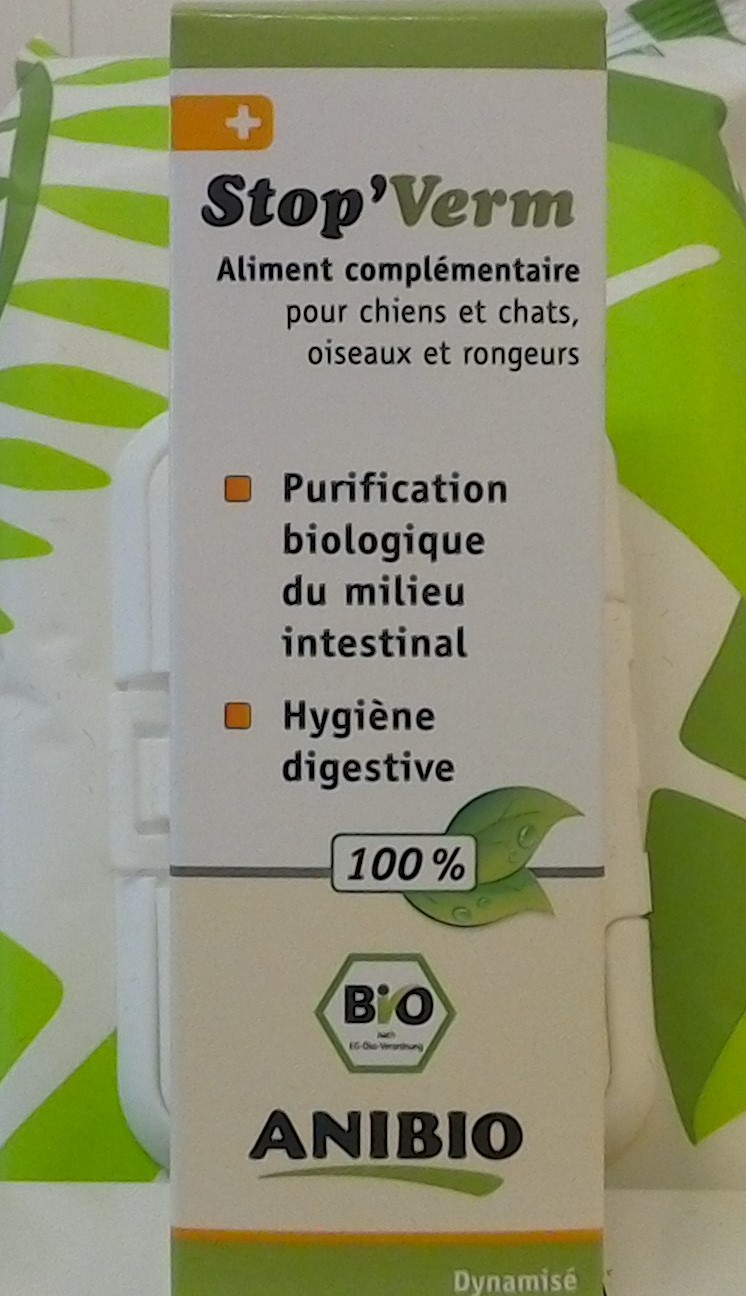 Stop'Verm
Aliment complémentaire
pour chiens et chats,
oiseaux et rongeurs
Purification
biologique
du milieu
intestinal
Hygiène
digestive
100 %
Bio
nach
EG-Öko-Verordnung
ANIBIO
Dynamisé